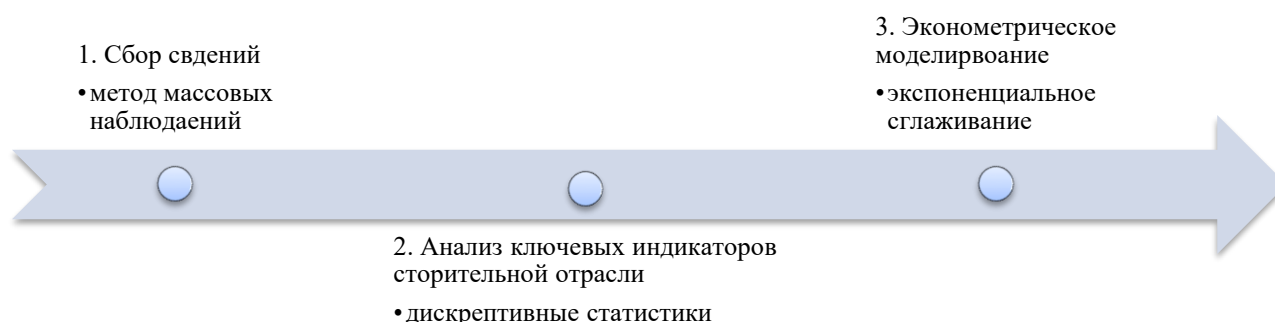 1. Сбор свдений
• метод массовых
наблюдаений
2. Анализ ключевых индикаторов
сторительной отрасли
• дискрептивные статистики
3. Эконометрическое
моделирвоание
• экспоненциальное
сглаживание